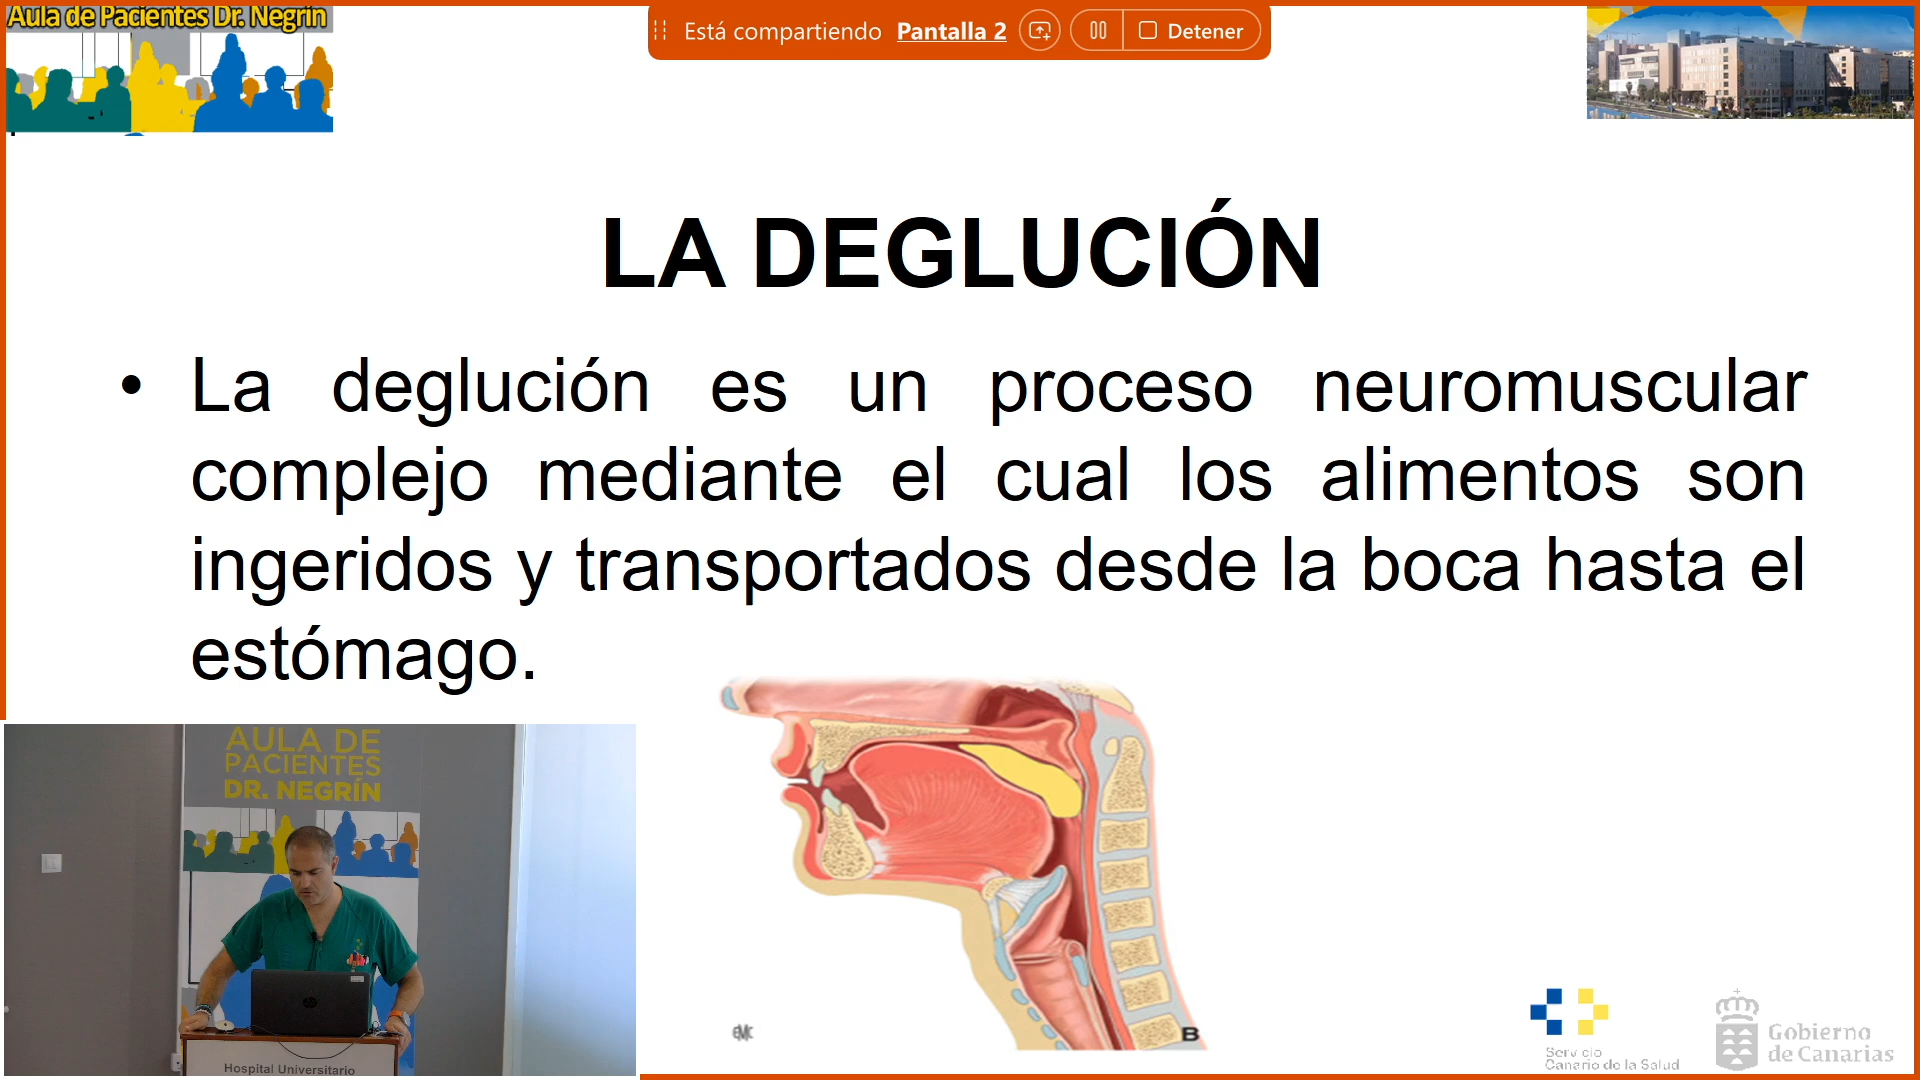 Aula de Pacientes Dr. Negrín
Está compartiendo Pantalla 2
Detener
LA DEGLUCIÓN
• La deglución es un proceso neuromuscular
complejo mediante el cual los alimentos son
ingeridos y transportados desde la boca hasta el
estómago.
AULA DE
PACIENTES
DR. NEGRÍN
Hospital Universitario
EMC
B
Servicio
Canario de la Salud
Gobierno
de Canarias